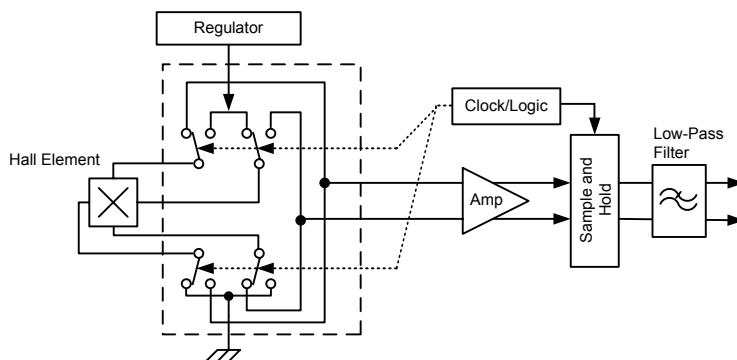 Regulator
Clock/Logic
Low-Pass
Filter
Hall Element
Amp
Sample and
Hold